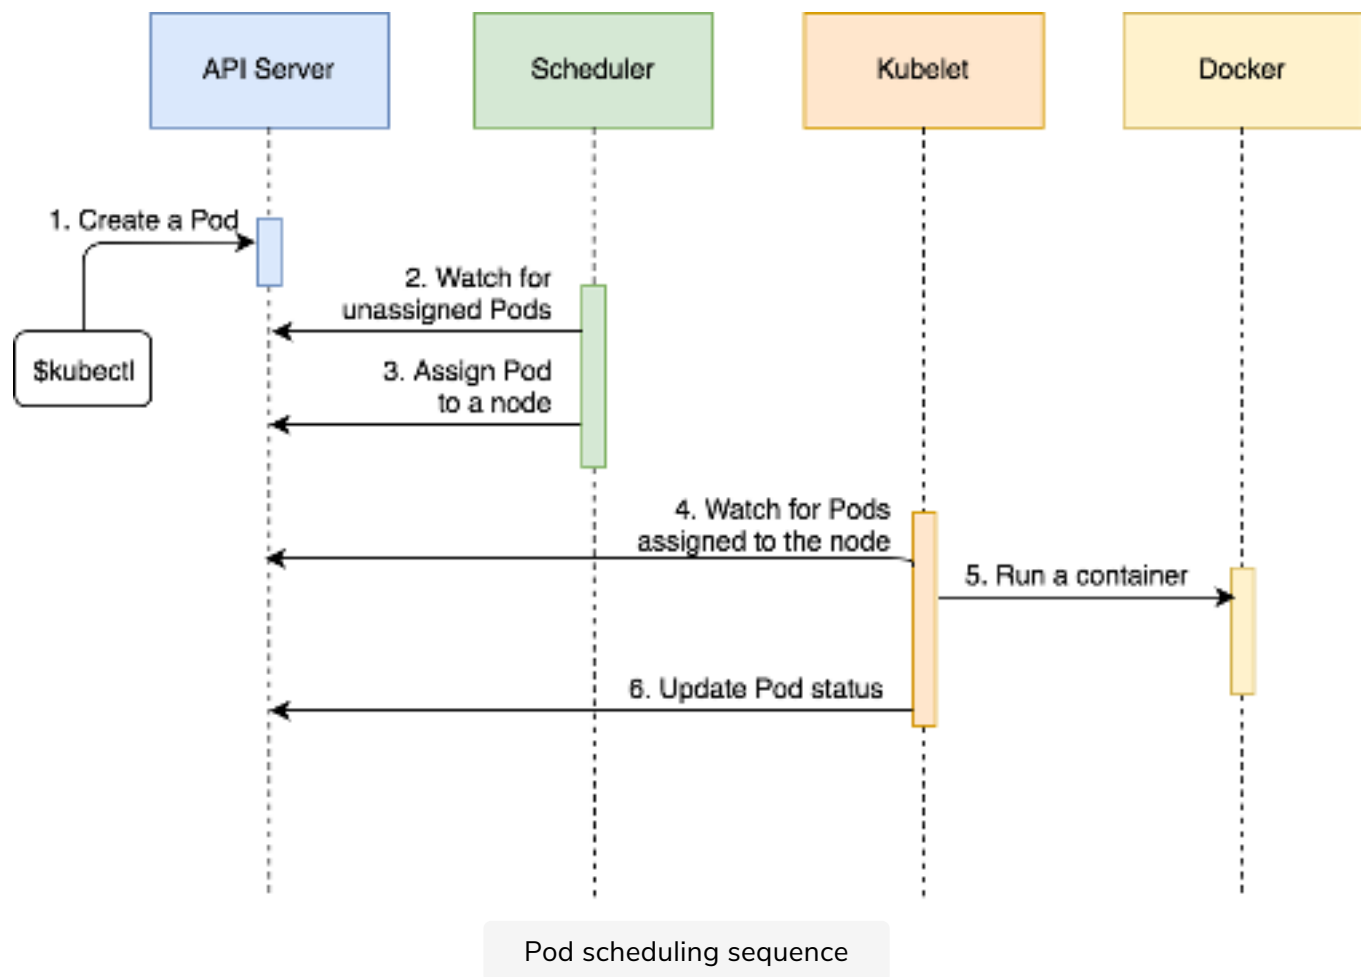 API Server
Scheduler
Kubelet
Docker
1. Create a Pod
2. Watch for
unassigned Pods
$kubectl
3. Assign Pod
to a node
4. Watch for Pods
assigned to the node
5. Run a container
6. Update Pod status
Pod scheduling sequence